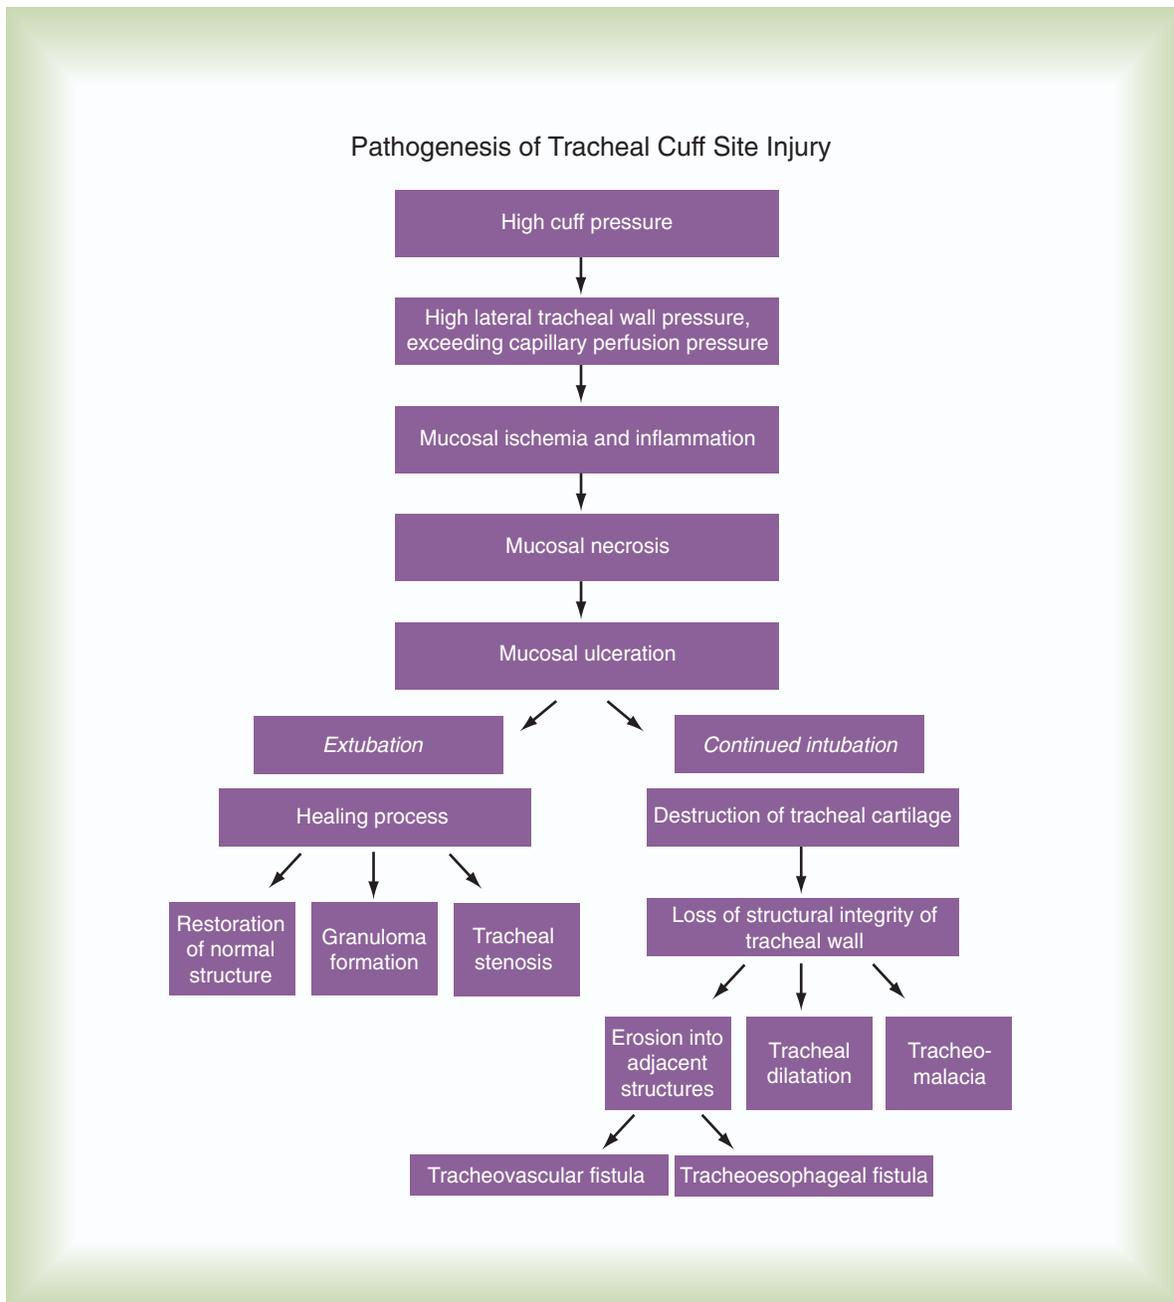 Pathogenesis of Tracheal Cuff Site Injury
High cuff pressure
High lateral tracheal wall pressure,
exceeding capillary perfusion pressure
Mucosal ischemia and inflammation
Mucosal necrosis
Mucosal ulceration
Extubation
Continued intubation
Healing process
Destruction of tracheal cartilage
Restoration
of normal
structure
Granuloma
formation
Tracheal
stenosis
Loss of structural integrity of
tracheal wall
Erosion into
adjacent
structures
Tracheal
dilatation
Tracheo-
malacia
Tracheovascular fistula
Tracheoesophageal fistula